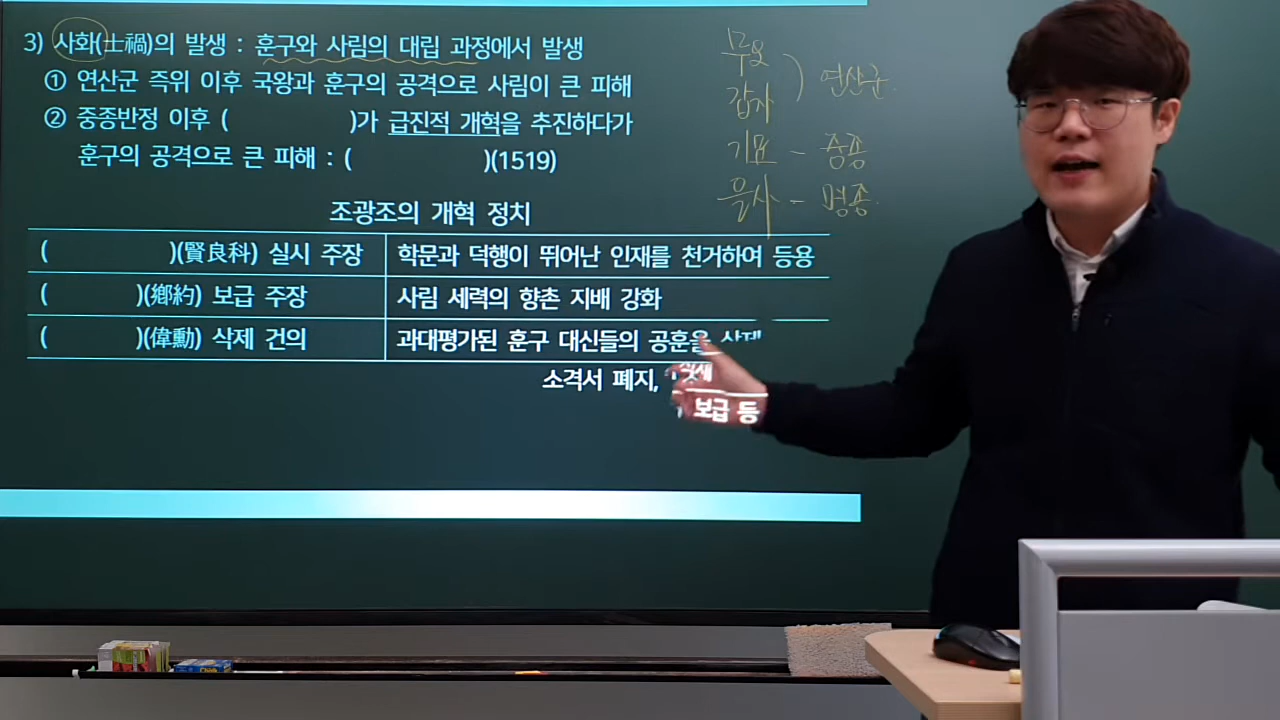 3) 사화(士禍)의 발생 : 훈구와 사림의 대립 과정에서 발생
① 연산군 즉위 이후 국왕과 훈구의 공격으로 사림이 큰 피해
② 중종반정 이후 ( )가 급진적 개혁을 추진하다가
훈구의 공격으로 큰 피해 : ( )(1519)
조광조의 개혁 정치
( )(賢良科) 실시 주장 학문과 덕행이 뛰어난 인재를 천거하여 등용
( )(鄕約) 보급 주장 사림 세력의 향촌 지배 강화
( )(偉勳) 삭제 건의 과대평가된 훈구 대신들의 공훈을 삭제
소격서 폐지,
보급 등
무오
갑자 ) 연산군
기묘 - 중종
을사 - 명종